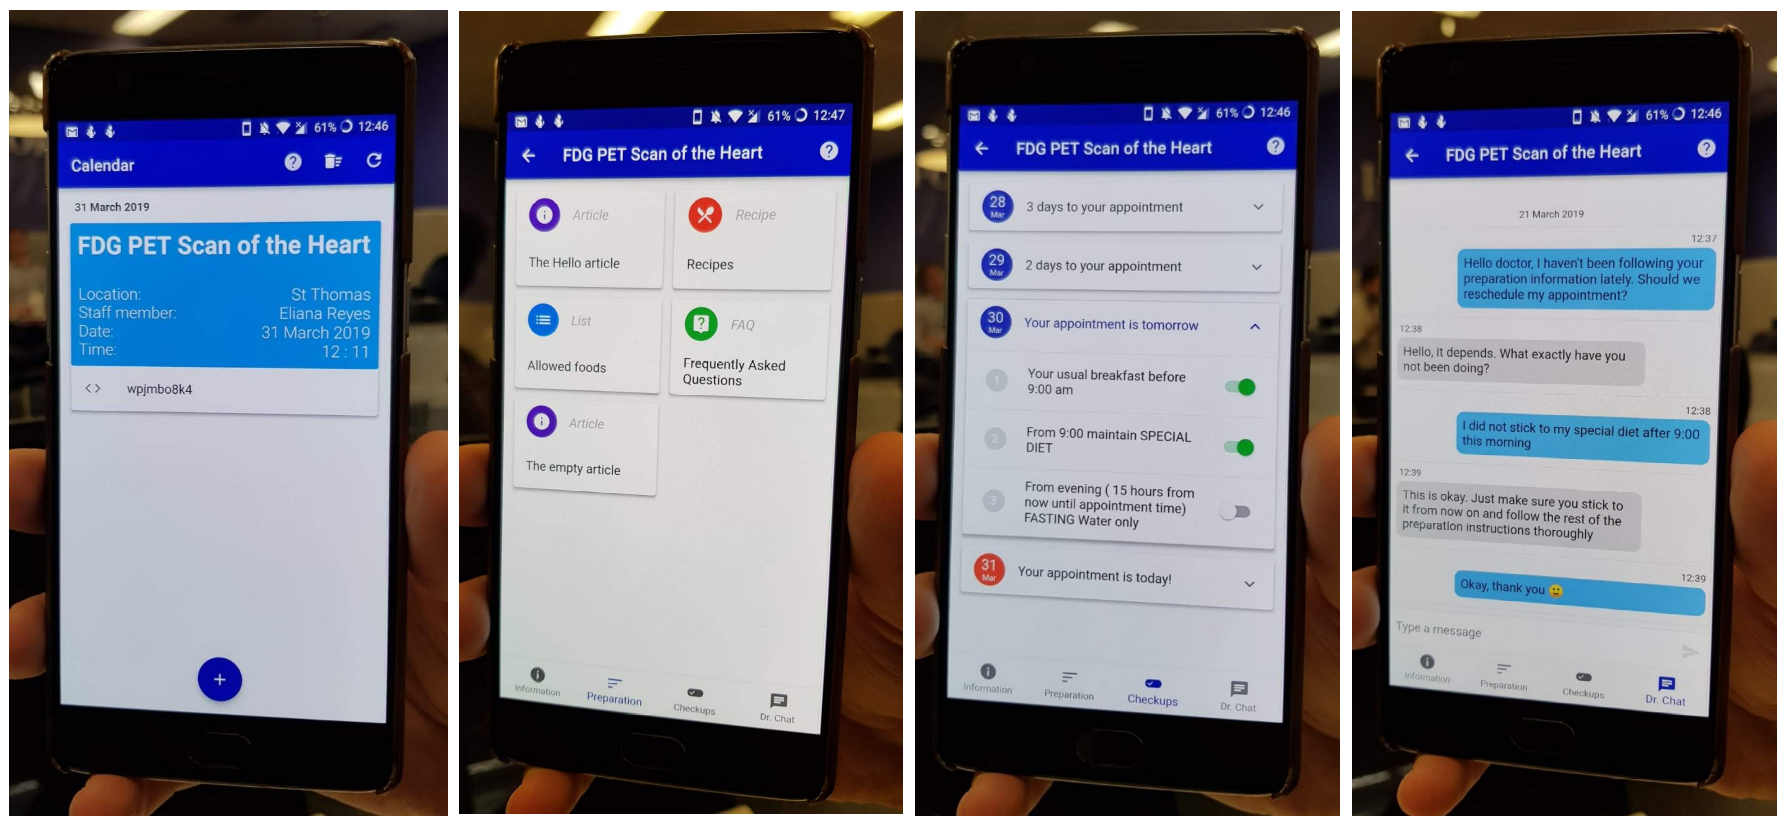 61% 12:46
Calendar
31 March 2019
FDG PET Scan of the Heart
Location: St Thomas
Staff member: Eliana Reyes
Date: 31 March 2019
Time: 12 : 11
<> wpjmbo8k4
+
61% 12:47
FDG PET Scan of the Heart
Article
The Hello article
Recipe
Recipes
List
Allowed foods
FAQ
Frequently Asked
Questions
Article
The empty article
Information
Preparation
Checkups
Dr. Chat
61% 12:46
FDG PET Scan of the Heart
28
Mar
3 days to your appointment
29
Mar
2 days to your appointment
30
Mar
Your appointment is tomorrow
1
Your usual breakfast before
9:00 am
2
From 9:00 maintain SPECIAL
DIET
3
From evening ( 15 hours from
now until appointment time)
FASTING Water only
31
Mar
Your appointment is today!
Information
Preparation
Checkups
Dr. Chat
61% 12:46
FDG PET Scan of the Heart
21 March 2019
12:37
Hello doctor, I haven't been following your
preparation information lately. Should we
reschedule my appointment?
12:38
Hello, it depends. What exactly have you
not been doing?
12:38
I did not stick to my special diet after 9:00
this morning
12:39
This is okay. Just make sure you stick to
it from now on and follow the rest of the
preparation instructions thoroughly
12:39
Okay, thank you 🙂
Type a message
Information
Preparation
Checkups
Dr. Chat